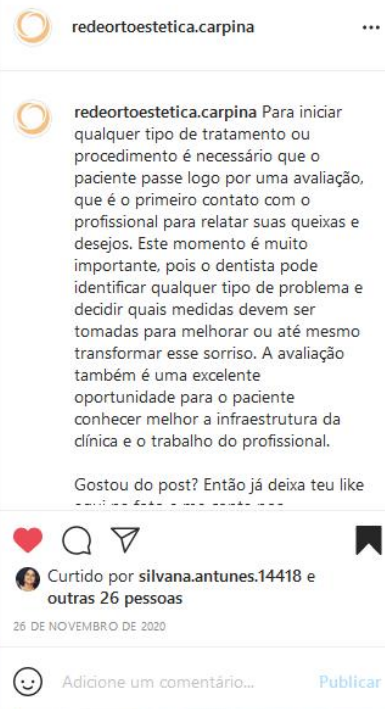 redeortoestetica.carpina
redeortoestetica.carpina Para iniciar
qualquer tipo de tratamento ou
procedimento é necessário que o
paciente passe logo por uma avaliação,
que é o primeiro contato com o
profissional para relatar suas queixas e
desejos. Este momento é muito
importante, pois o dentista pode
identificar qualquer tipo de problema e
decidir quais medidas devem ser
tomadas para melhorar ou até mesmo
transformar esse sorriso. A avaliação
também é uma excelente
oportunidade para o paciente
conhecer melhor a infraestrutura da
clínica e o trabalho do profissional.
Gostou do post? Então já deixa teu like
Curtido por silvana.antunes.14418 e
outras 26 pessoas
26 DE NOVEMBRO DE 2020
Adicione um comentário... Publicar